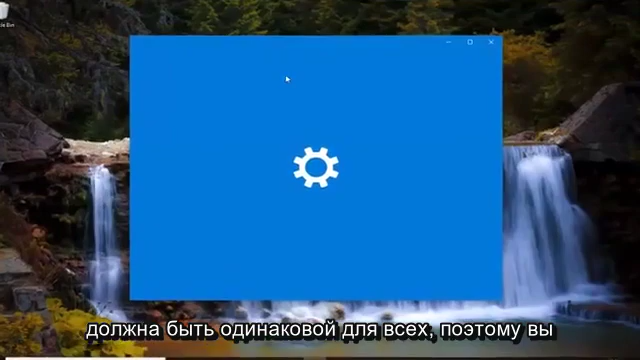 должна быть одинаковой для всех, поэтому вы